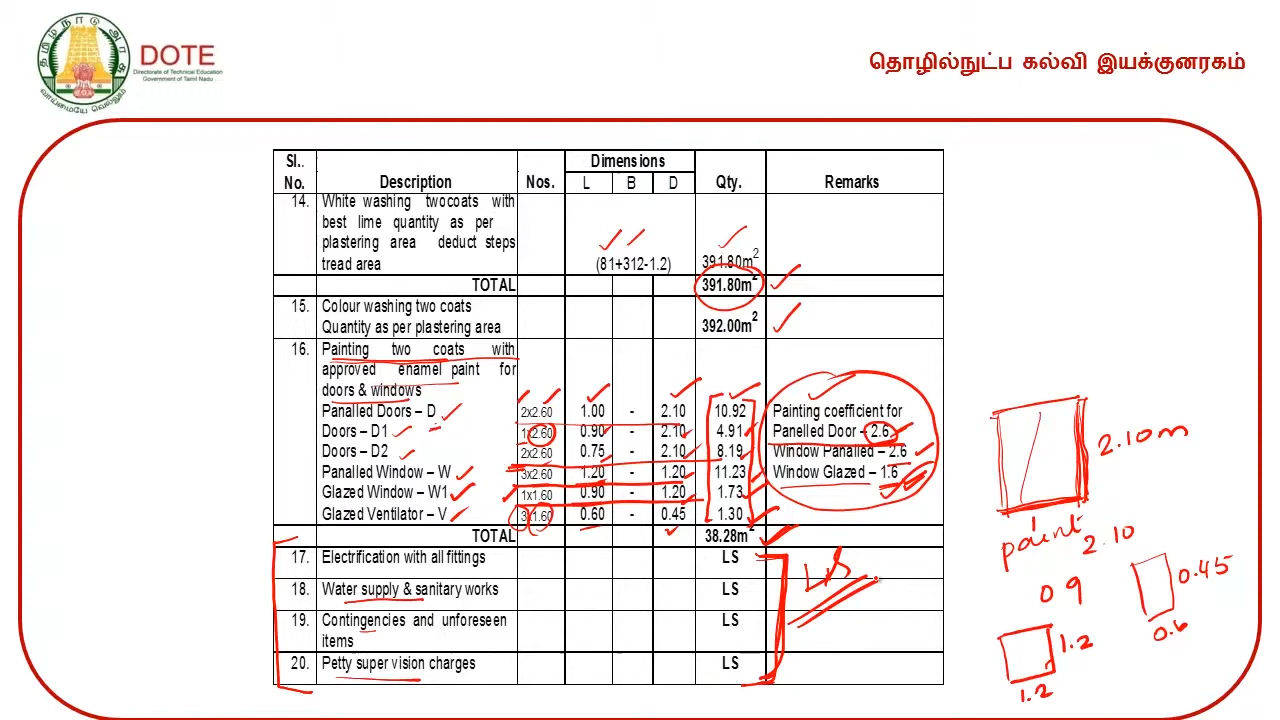 தமிழ்நாடு அரசு
வாய்மையே வெல்லும்
DOTE
Directorate of Technical Education
Government of Tamil Nadu
தொழில்நுட்ப கல்வி இயக்குனரகம்
Sl.. No. Description Nos. Dimensions L B D Qty. Remarks
14. White washing twocoats with
best lime quantity as per
plastering area deduct steps
tread area (81+312-1.2) 391.80m2
TOTAL 391.80m2
15. Colour washing two coats
Quantity as per plastering area 392.00m2
16. Painting two coats with
approved enamel paint for
doors & windows
Panalled Doors – D 2x2.60 1.00 - 2.10 10.92 Painting coefficient for
Doors – D1 1x2.60 0.90 - 2.10 4.91 Panelled Door – 2.6
Doors – D2 2x2.60 0.75 - 2.10 8.19 Window Panalled – 2.6
Panalled Window – W 3x2.60 1.20 - 1.20 11.23 Window Glazed – 1.6
Glazed Window – W1 1x1.60 0.90 - 1.20 1.73
Glazed Ventilator – V 3x1.60 0.60 - 0.45 1.30
TOTAL 38.28m2
17. Electrification with all fittings LS
18. Water supply & sanitary works LS
19. Contingencies and unforeseen
items LS
20. Petty super vision charges LS
LS
2.10m
paint
2.10
0 9
0.45
0.6
1.2
1.2